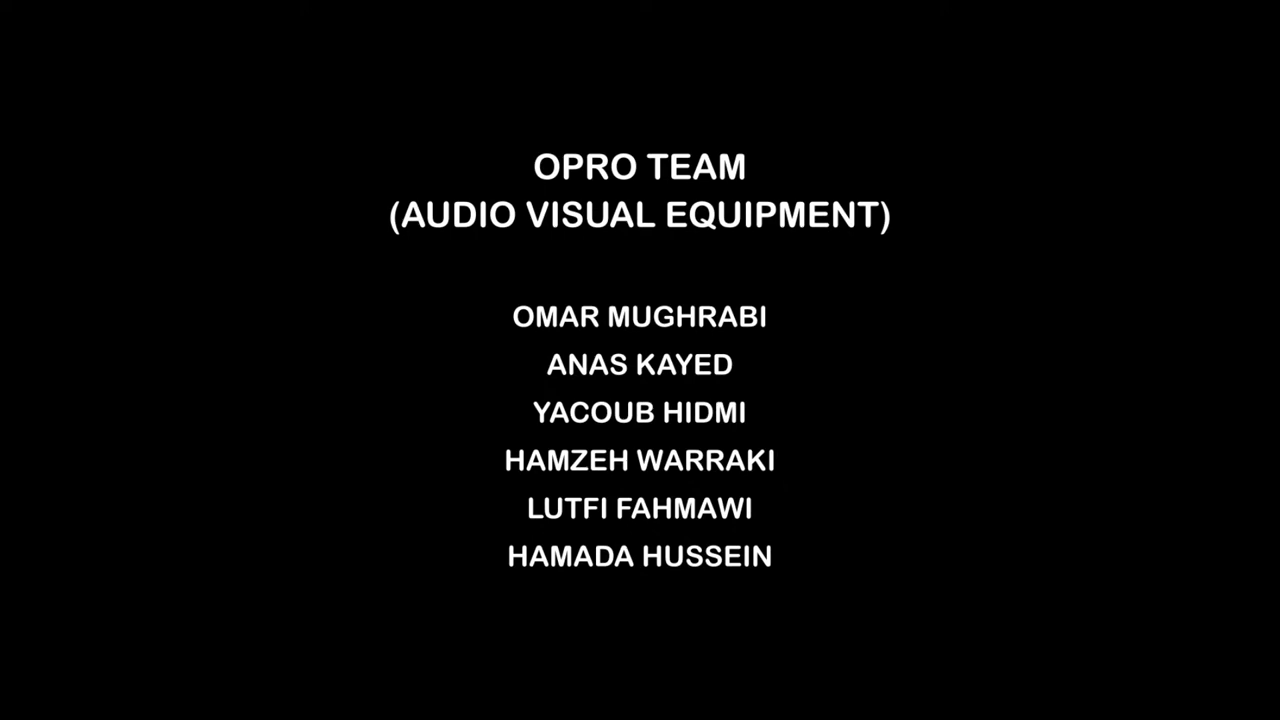 OPRO TEAM
(AUDIO VISUAL EQUIPMENT)
OMAR MUGHRABI
ANAS KAYED
YACOUB HIDMI
HAMZEH WARRAKI
LUTFI FAHMAWI
HAMADA HUSSEIN